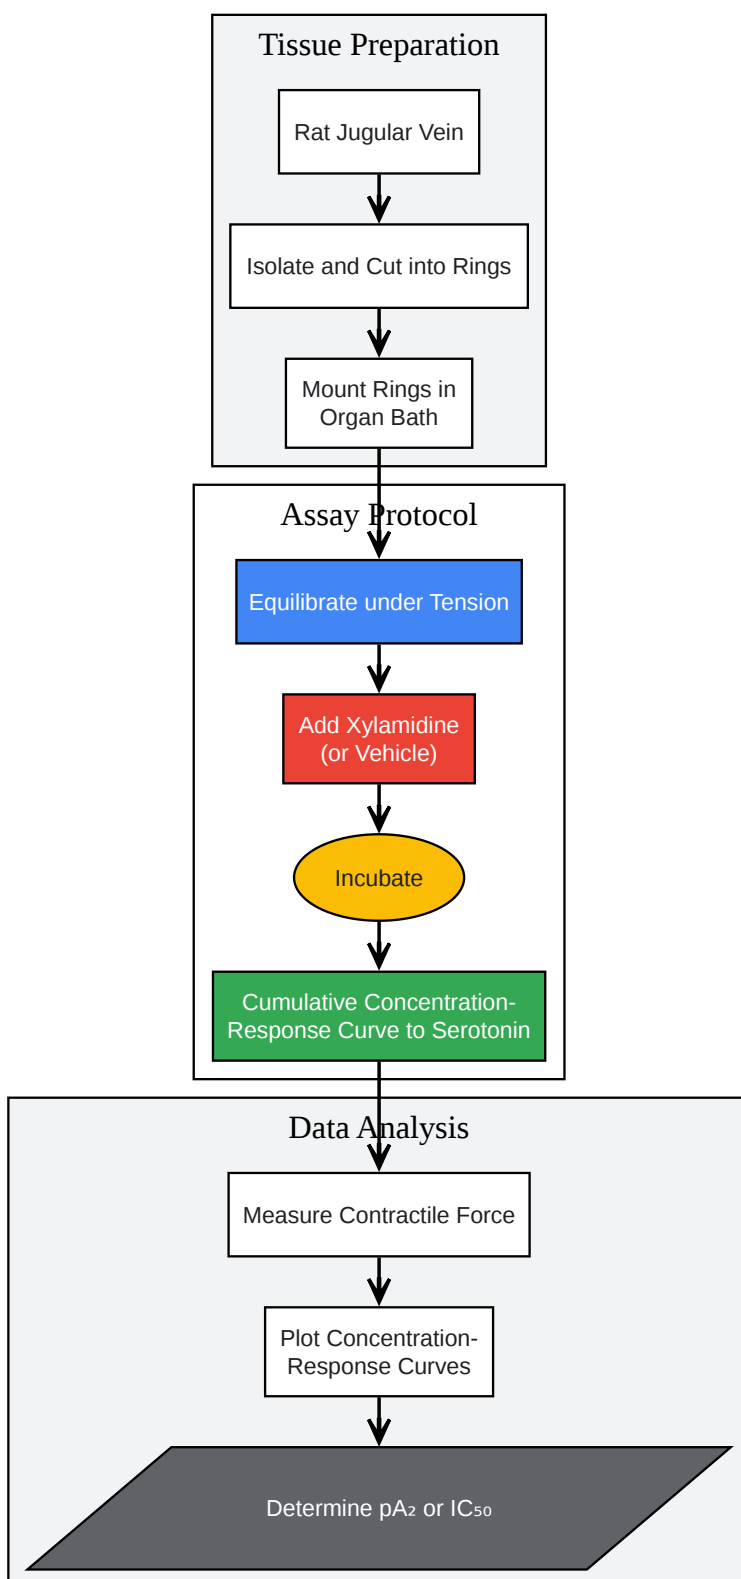 Tissue Preparation
Rat Jugular Vein
Isolate and Cut into Rings
Mount Rings in
Organ Bath
Assay Protocol
Equilibrate under Tension
Add Xylamidine
(or Vehicle)
Incubate
Cumulative Concentration-
Response Curve to Serotonin
Data Analysis
Measure Contractile Force
Plot Concentration-
Response Curves
Determine pA₂ or IC₅₀